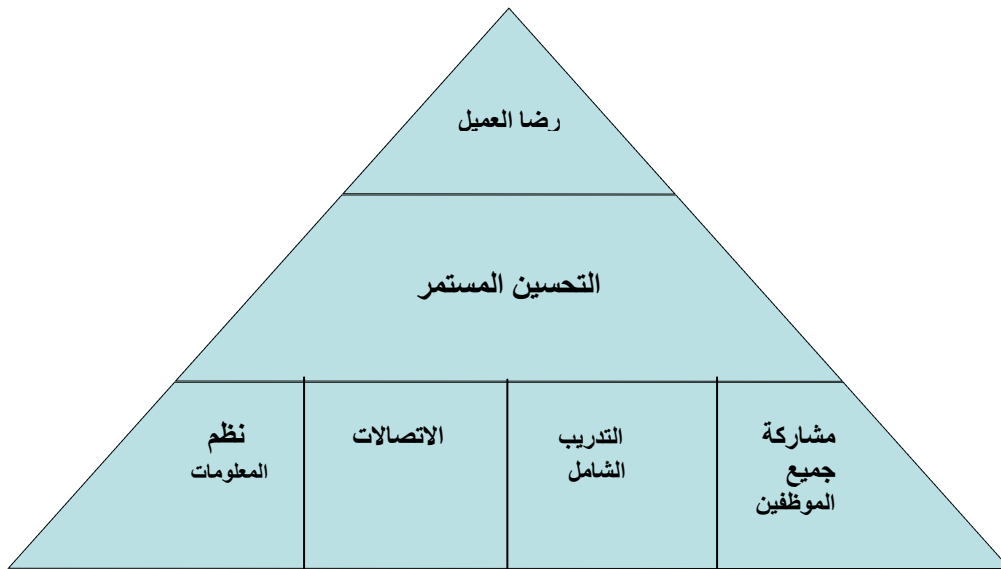 رضا العميل
التحسين المستمر
مشاركة
جميع
الموظفين
التدريب
الشامل
الاتصالات
نظم
المعلومات